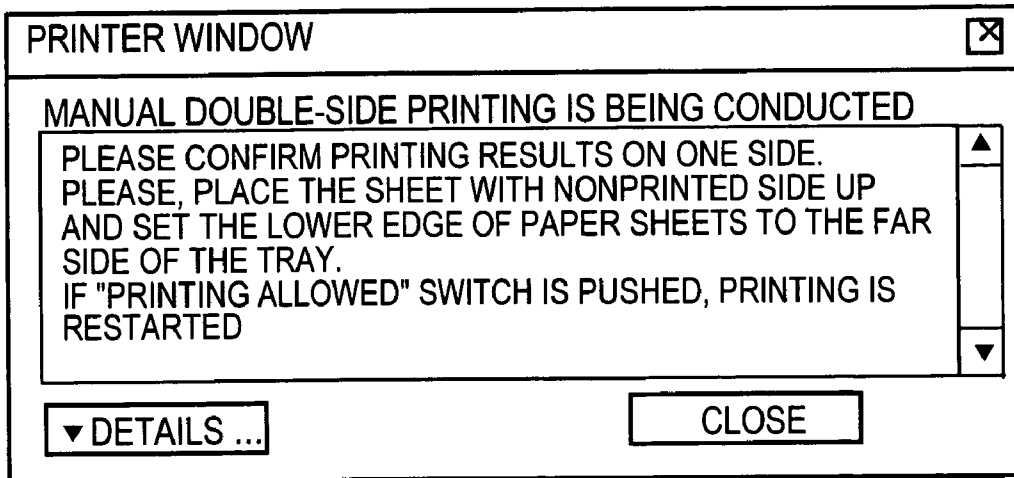 PRINTER WINDOW
MANUAL DOUBLE-SIDE PRINTING IS BEING CONDUCTED
PLEASE CONFIRM PRINTING RESULTS ON ONE SIDE.
PLEASE, PLACE THE SHEET WITH NONPRINTED SIDE UP
AND SET THE LOWER EDGE OF PAPER SHEETS TO THE FAR
SIDE OF THE TRAY.
IF "PRINTING ALLOWED" SWITCH IS PUSHED, PRINTING IS
RESTARTED
▼ DETAILS ...
CLOSE